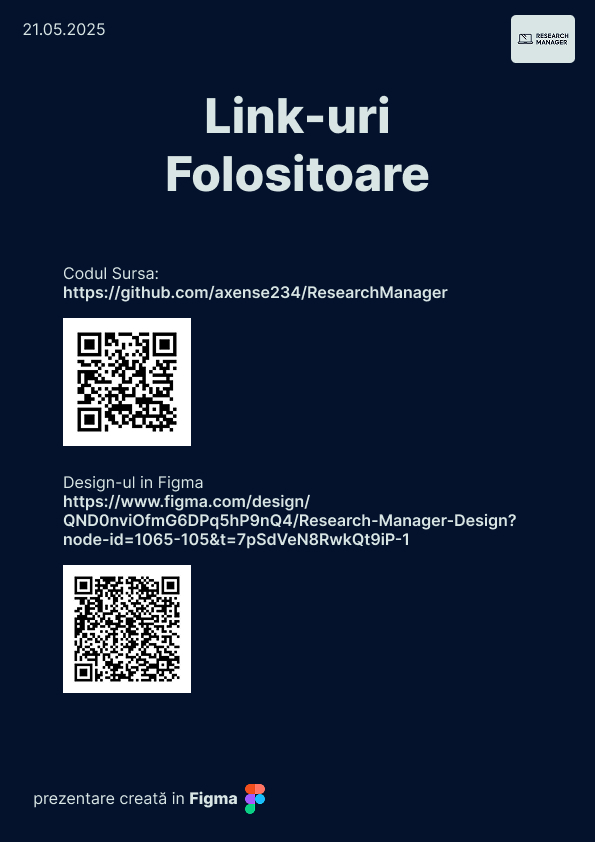 21.05.2025
RESEARCH
MANAGER
Link-uri
Folositoare
Codul Sursa:
https://github.com/axense234/ResearchManager
Design-ul in Figma
https://www.figma.com/design/
QND0nviOfmG6DPq5hP9nQ4/Research-Manager-Design?
node-id=1065-105&t=7pSdVeN8RwkQt9iP-1
prezentare creată in Figma